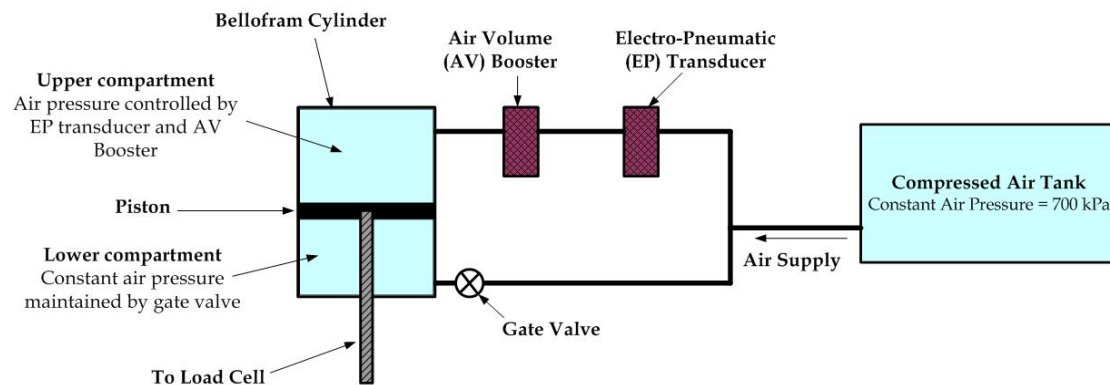 Bellofram Cylinder
Upper compartment
Air pressure controlled by
EP transducer and AV
Booster
Piston
Lower compartment
Constant air pressure
maintained by gate valve
To Load Cell
Air Volume
(AV) Booster
Electro-Pneumatic
(EP) Transducer
Gate Valve
Air Supply
Compressed Air Tank
Constant Air Pressure = 700 kPa